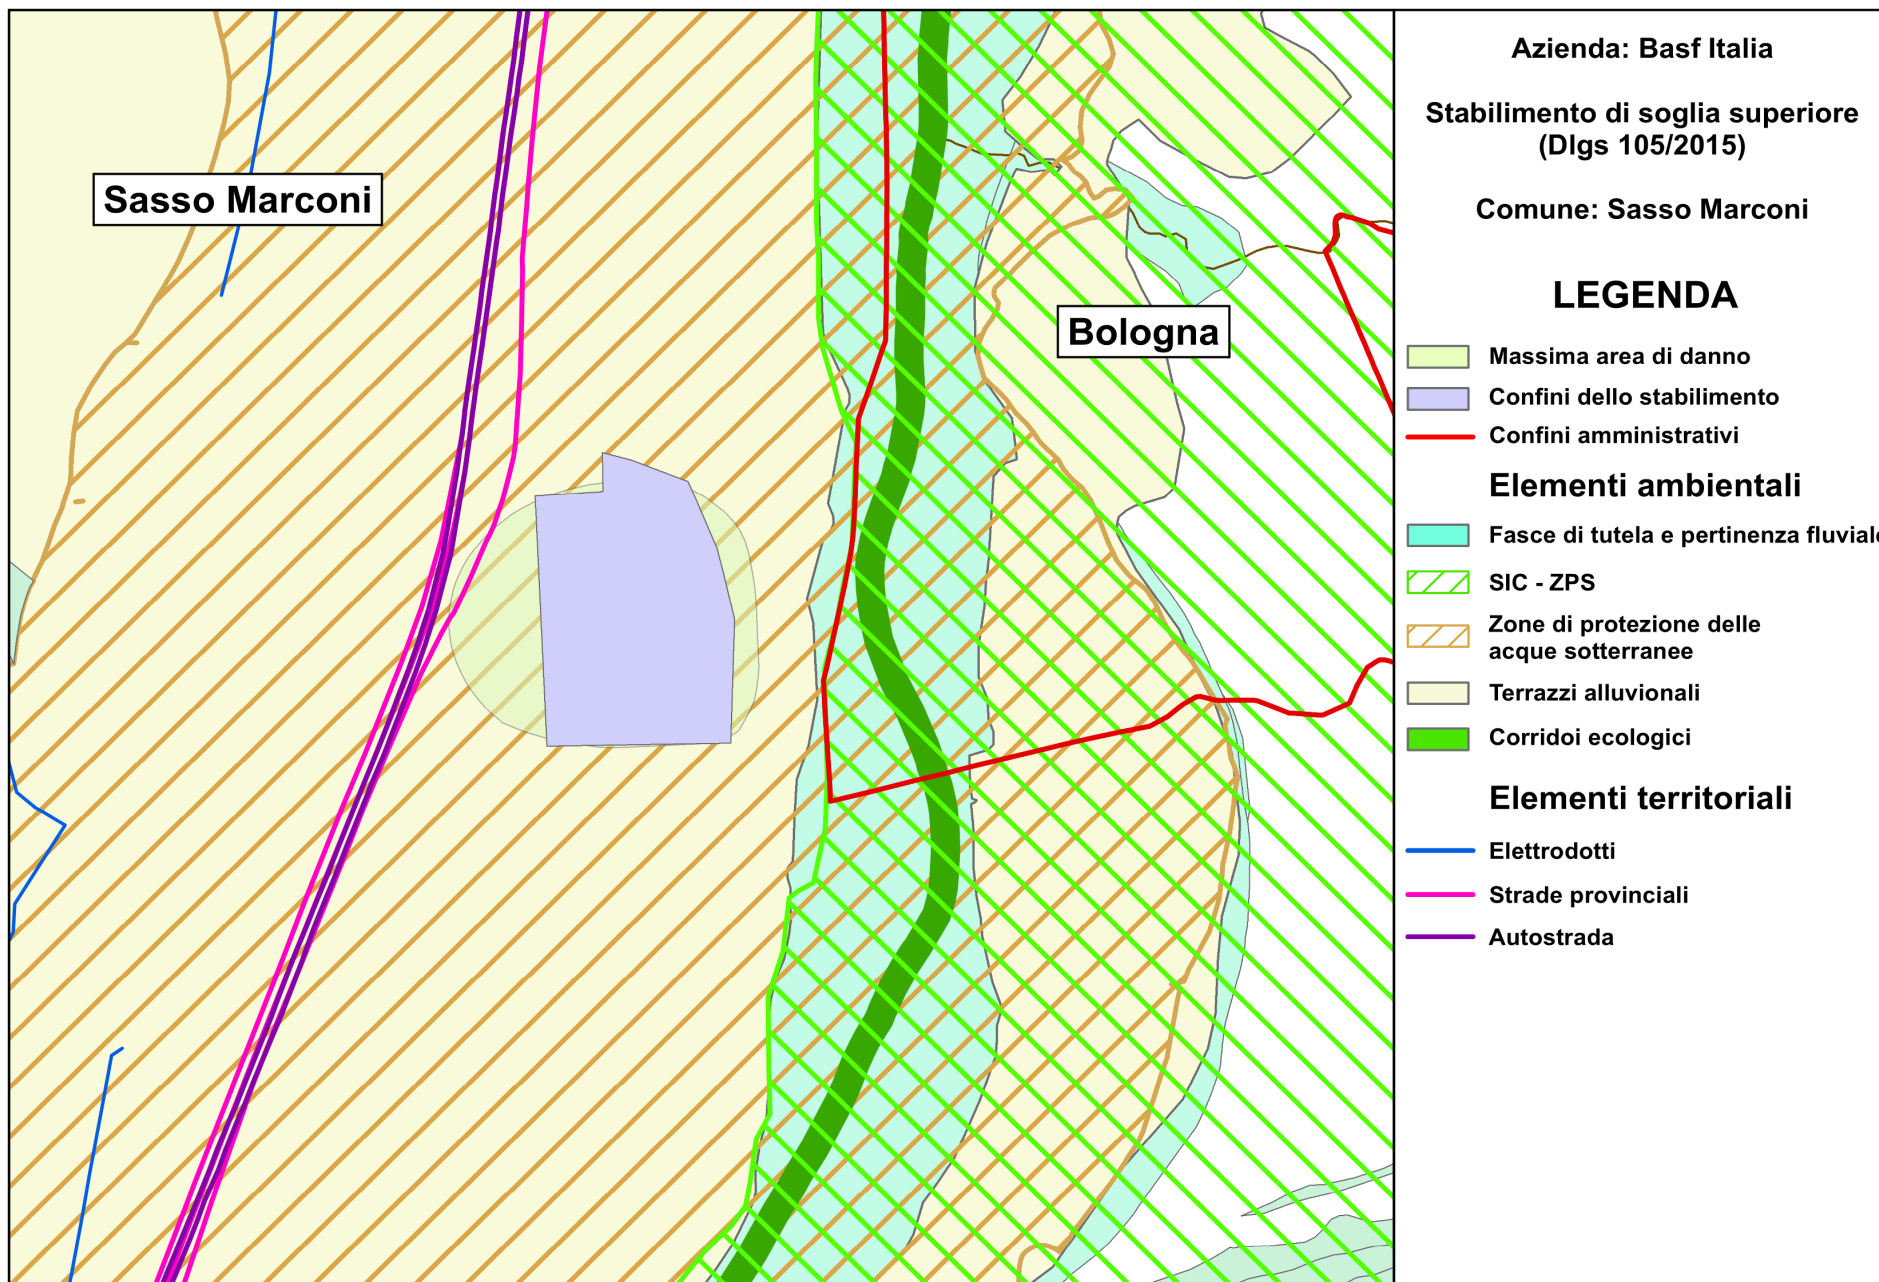 Sasso Marconi
Bologna
Azienda: Basf Italia
Stabilimento di soglia superiore
(Dlgs 105/2015)
Comune: Sasso Marconi
LEGENDA
Massima area di danno
Confini dello stabilimento
Confini amministrativi
Elementi ambientali
Fasce di tutela e pertinenza fluviale
SIC - ZPS
Zone di protezione delle
acque sotterranee
Terrazzi alluvionali
Corridoi ecologici
Elementi territoriali
Elettrodotti
Strade provinciali
Autostrada